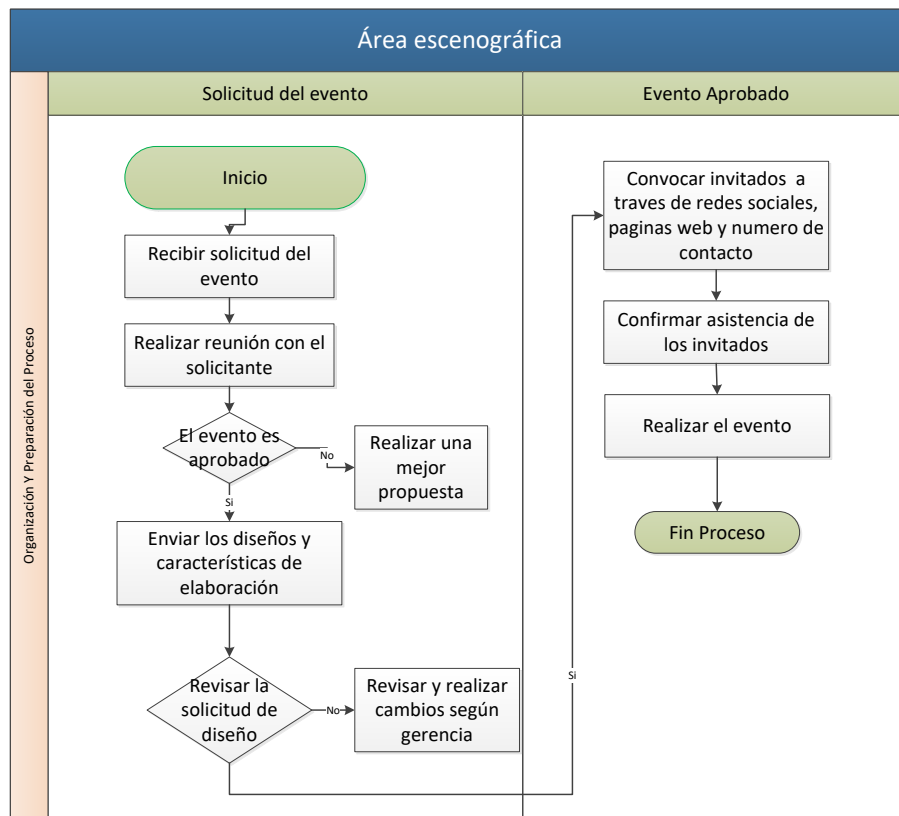 Área escenográfica
Solicitud del evento
Evento Aprobado
Organización Y Preparación del Proceso
Inicio
Recibir solicitud del
evento
Realizar reunión con el
solicitante
El evento es
aprobado
No
Realizar una
mejor
propuesta
Si
Enviar los diseños y
características de
elaboración
Revisar la
solicitud de
diseño
No
Revisar y realizar
cambios según
gerencia
Si
Convocar invitados a
traves de redes sociales,
paginas web y numero de
contacto
Confirmar asistencia de
los invitados
Realizar el evento
Fin Proceso